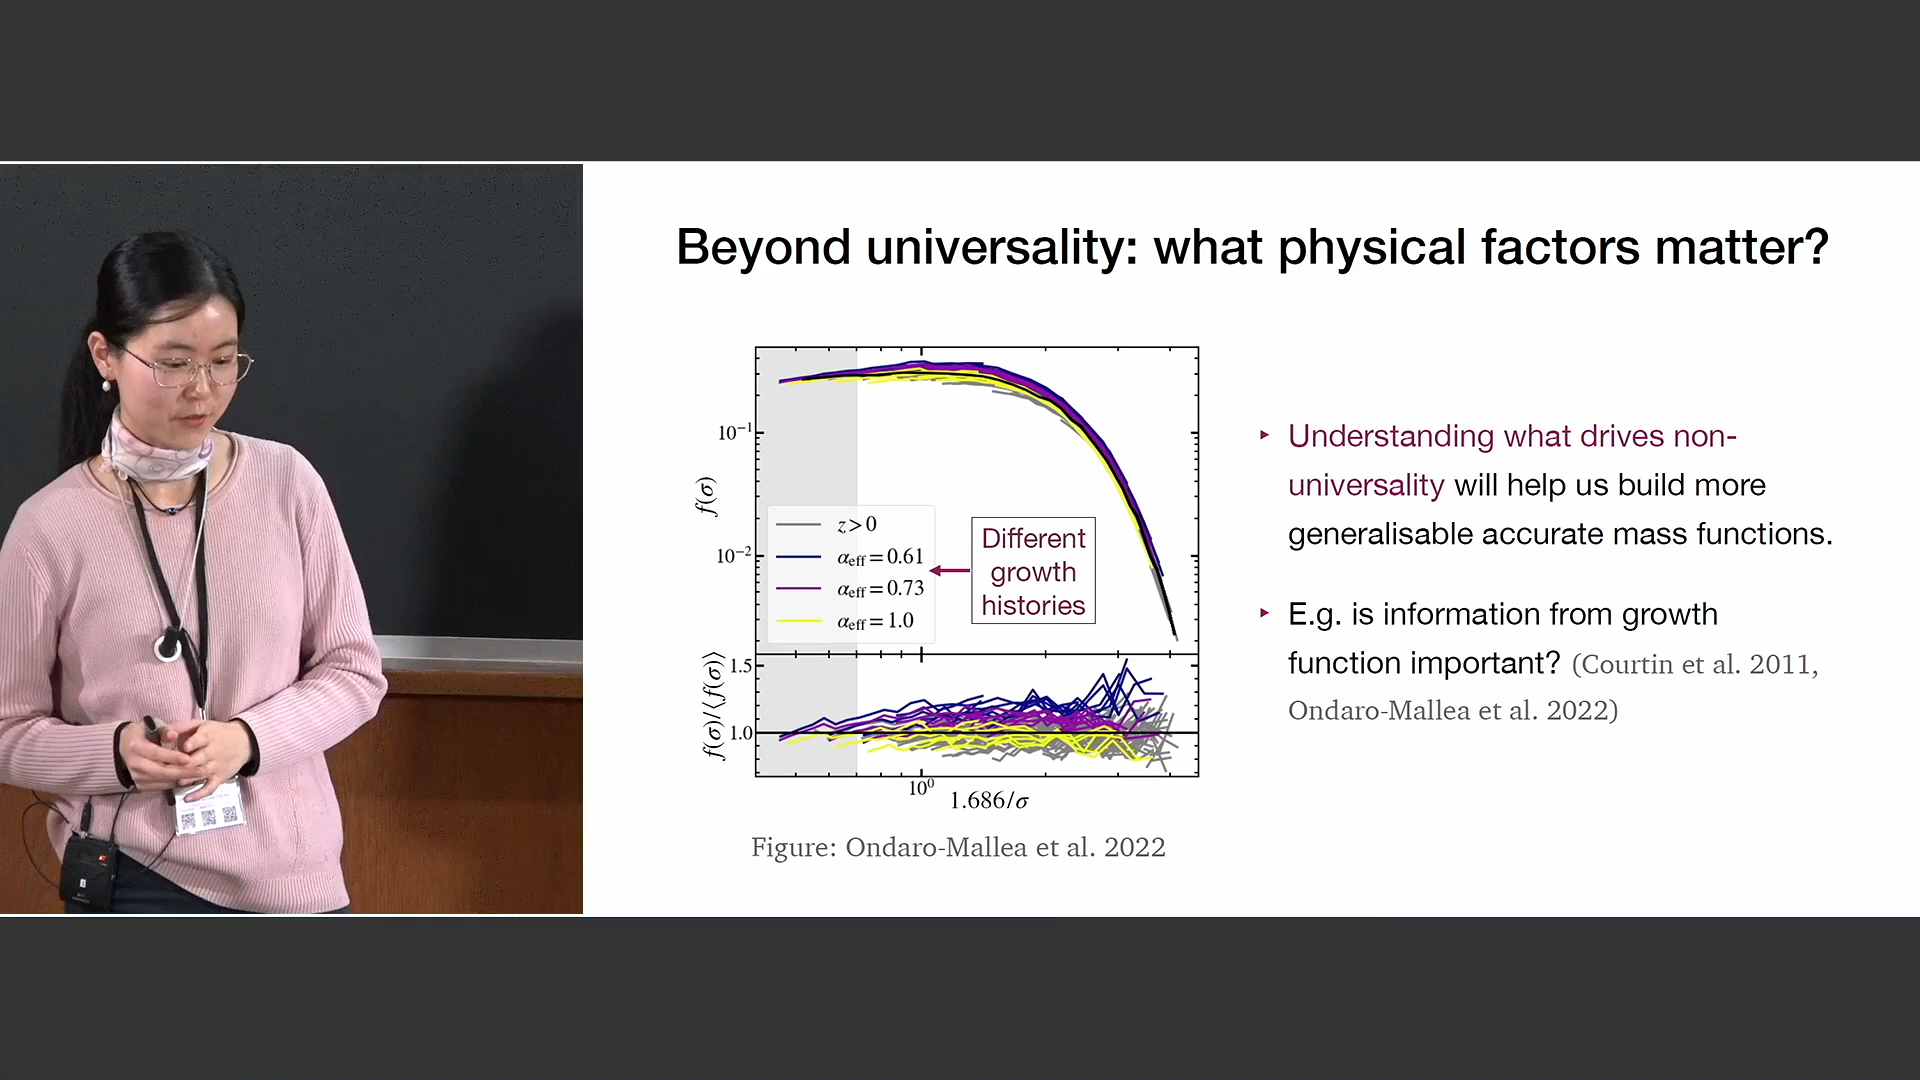 Beyond universality: what physical factors matter?
10⁻¹
10⁻²
f(σ)
z > 0
αeff = 0.61
αeff = 0.73
αeff = 1.0
Different
growth
histories
1.5
1.0
f(σ)/⟨f(σ)⟩
10⁰
1.686/σ
Figure: Ondaro-Mallea et al. 2022
‣ Understanding what drives non-
universality will help us build more
generalisable accurate mass functions.
‣ E.g. is information from growth
function important? (Courtin et al. 2011,
Ondaro-Mallea et al. 2022)